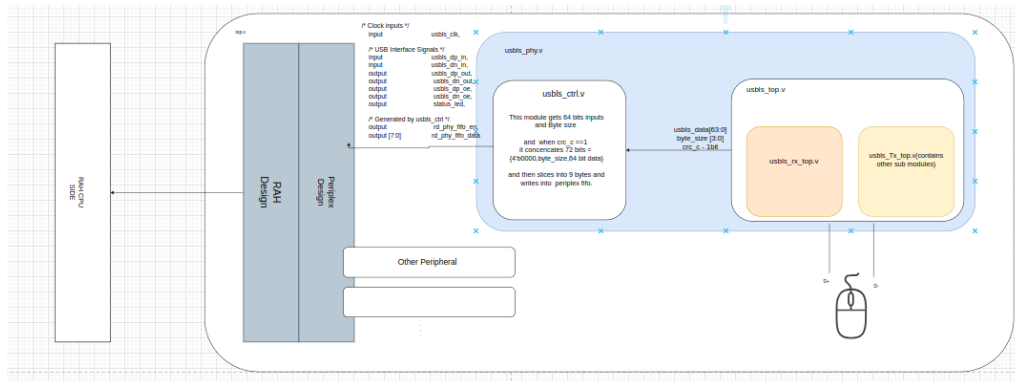 top.v
RAH CPU SIDE
RAH Design
Periplex Design
/* Clock inputs */
input usbls_clk,
/* USB Interface Signals */
input usbls_dp_in,
input usbls_dn_in,
output usbls_dp_out,
output usbls_dn_out,
output usbls_dp_oe,
output usbls_dn_oe,
output status_led,
/* Generated by usbls_ctrl */
output rd_phy_fifo_en,
output [7:0] rd_phy_fifo_data
usbls_phy.v
usbls_ctrl.v
This module gets 64 bits inputs
and Byte size
and when crc_c ==1
it concencates 72 bits =
{4'b0000,byte_size,64 bit data}
and then slices into 9 bytes and
writes into periplex fifo.
usbls_data[63:0]
byte_size [3:0]
crc_c - 1bit
usbls_top.v
usbls_rx_top.v
usbls_Tx_top.v(contains
other sub modules)
Other Peripheral
D+
D-